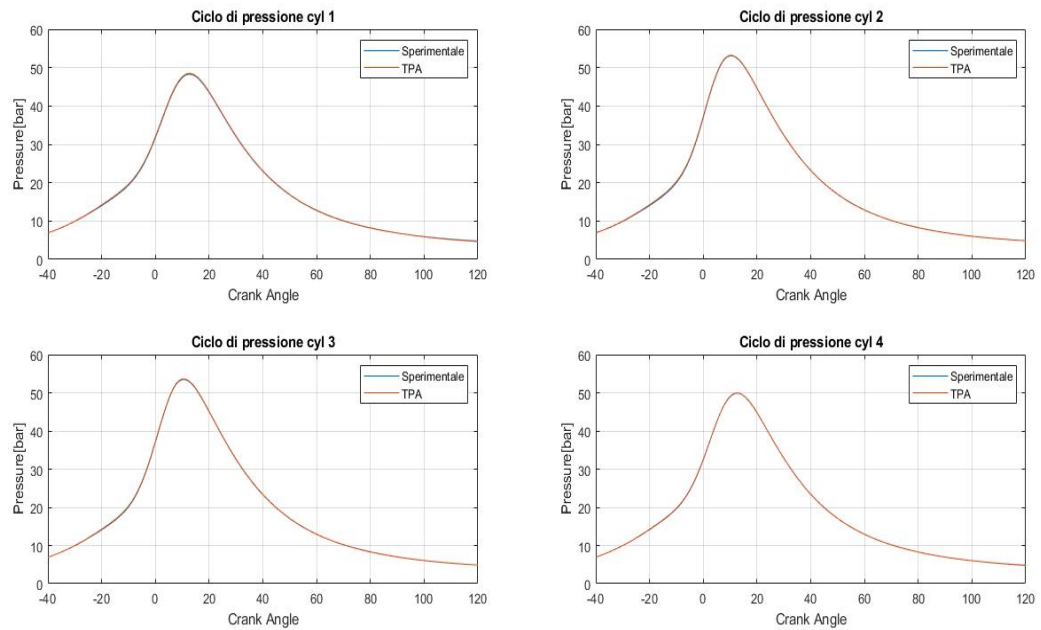 Ciclo di pressione cyl 1
60
50
40
30
20
10
0
Pressure[bar]
Sperimentale
TPA
-40 -20 0 20 40 60 80 100 120
Crank Angle
Ciclo di pressione cyl 2
60
50
40
30
20
10
0
Pressure[bar]
Sperimentale
TPA
-40 -20 0 20 40 60 80 100 120
Crank Angle
Ciclo di pressione cyl 3
60
50
40
30
20
10
0
Pressure[bar]
Sperimentale
TPA
-40 -20 0 20 40 60 80 100 120
Crank Angle
Ciclo di pressione cyl 4
60
50
40
30
20
10
0
Pressure[bar]
Sperimentale
TPA
-40 -20 0 20 40 60 80 100 120
Crank Angle